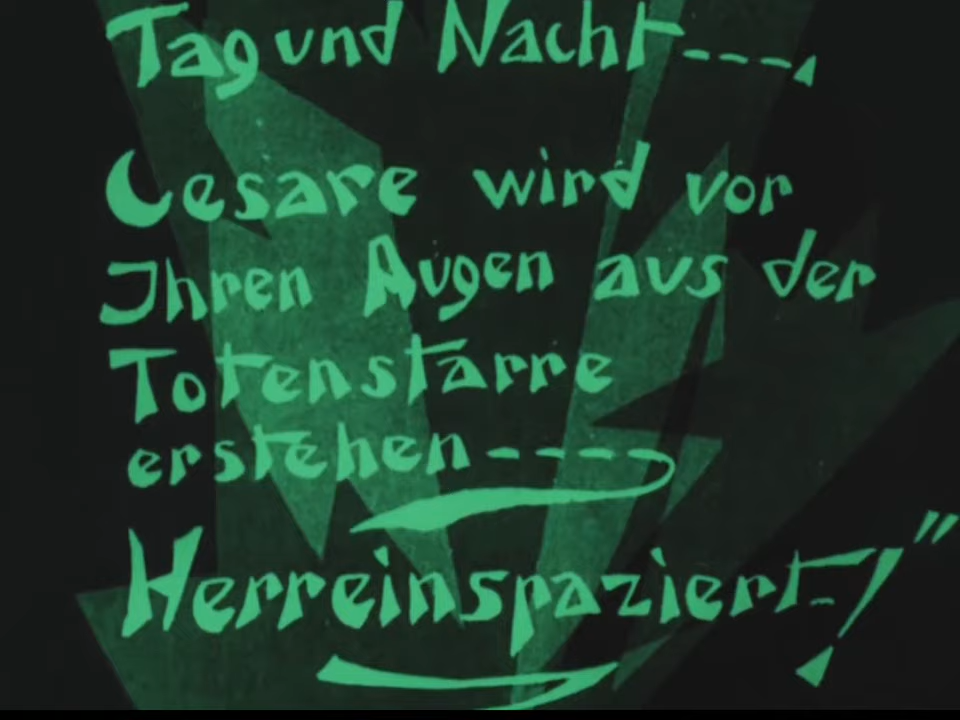 Tag und Nacht----,
Cesare wird vor
Ihren Augen aus der
Totenstarre
erstehen----
Herreinspaziert-!"